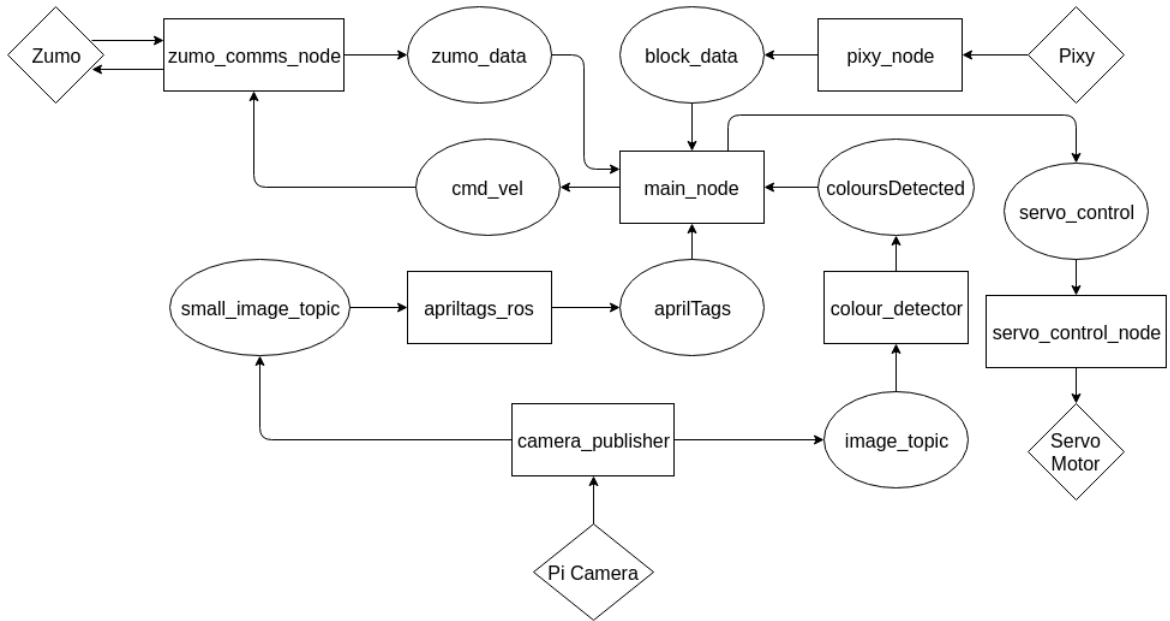 Zumo
zumo_comms_node
zumo_data
block_data
pixy_node
Pixy
cmd_vel
main_node
coloursDetected
servo_control
small_image_topic
apriltags_ros
aprilTags
colour_detector
servo_control_node
camera_publisher
image_topic
Servo
Motor
Pi Camera